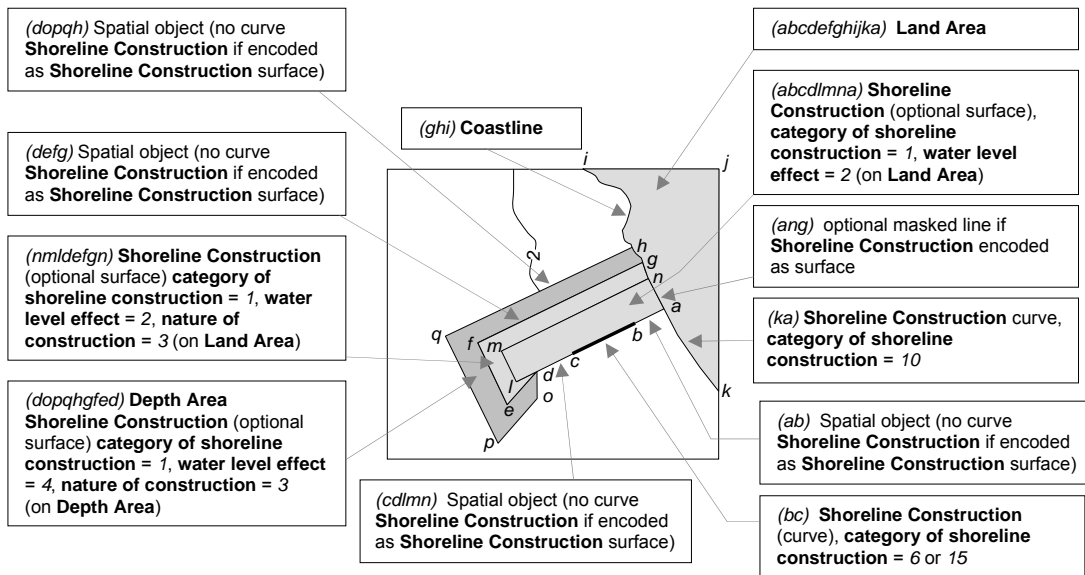 (dopqh) Spatial object (no curve
Shoreline Construction if encoded
as Shoreline Construction surface)
(defg) Spatial object (no curve
Shoreline Construction if
encoded as Shoreline Construction
surface)
(nmldefgn) Shoreline Construction
(optional surface) category of
shoreline construction = 1, water
level effect = 2, nature of
construction = 3 (on Land Area)
(dopqhgfed) Depth Area
Shoreline Construction (optional
surface) category of shoreline
construction = 1, water level effect
= 4, nature of construction = 3
(on Depth Area)
(ghi) Coastline
i
j
2
h
g
n
a
q
f
m
b
c
l
d
o
e
p
k
(cdlmn) Spatial object (no curve
Shoreline Construction if encoded
as Shoreline Construction surface)
(abcdefghijka) Land Area
(abcdlmna) Shoreline
Construction (optional surface),
category of shoreline
construction = 1, water level
effect = 2 (on Land Area)
(ang) optional masked line if
Shoreline Construction encoded
as surface
(ka) Shoreline Construction curve,
category of shoreline
construction = 10
(ab) Spatial object (no curve
Shoreline Construction if encoded
as Shoreline Construction surface)
(bc) Shoreline Construction
(curve), category of shoreline
construction = 6 or 15